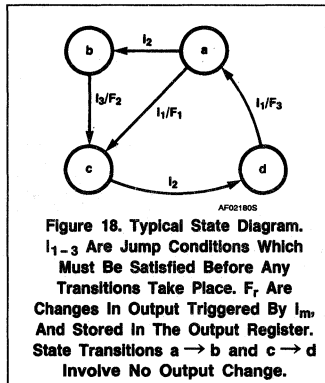 b
I2
a
I3/F2
I1/F1
I1/F3
c
I2
d
AF02180S
Figure 18. Typical State Diagram.
I1–3 Are Jump Conditions Which
Must Be Satisfied Before Any
Transitions Take Place. Fr Are
Changes In Output Triggered By Im,
And Stored In The Output Register.
State Transitions a → b and c → d
Involve No Output Change.